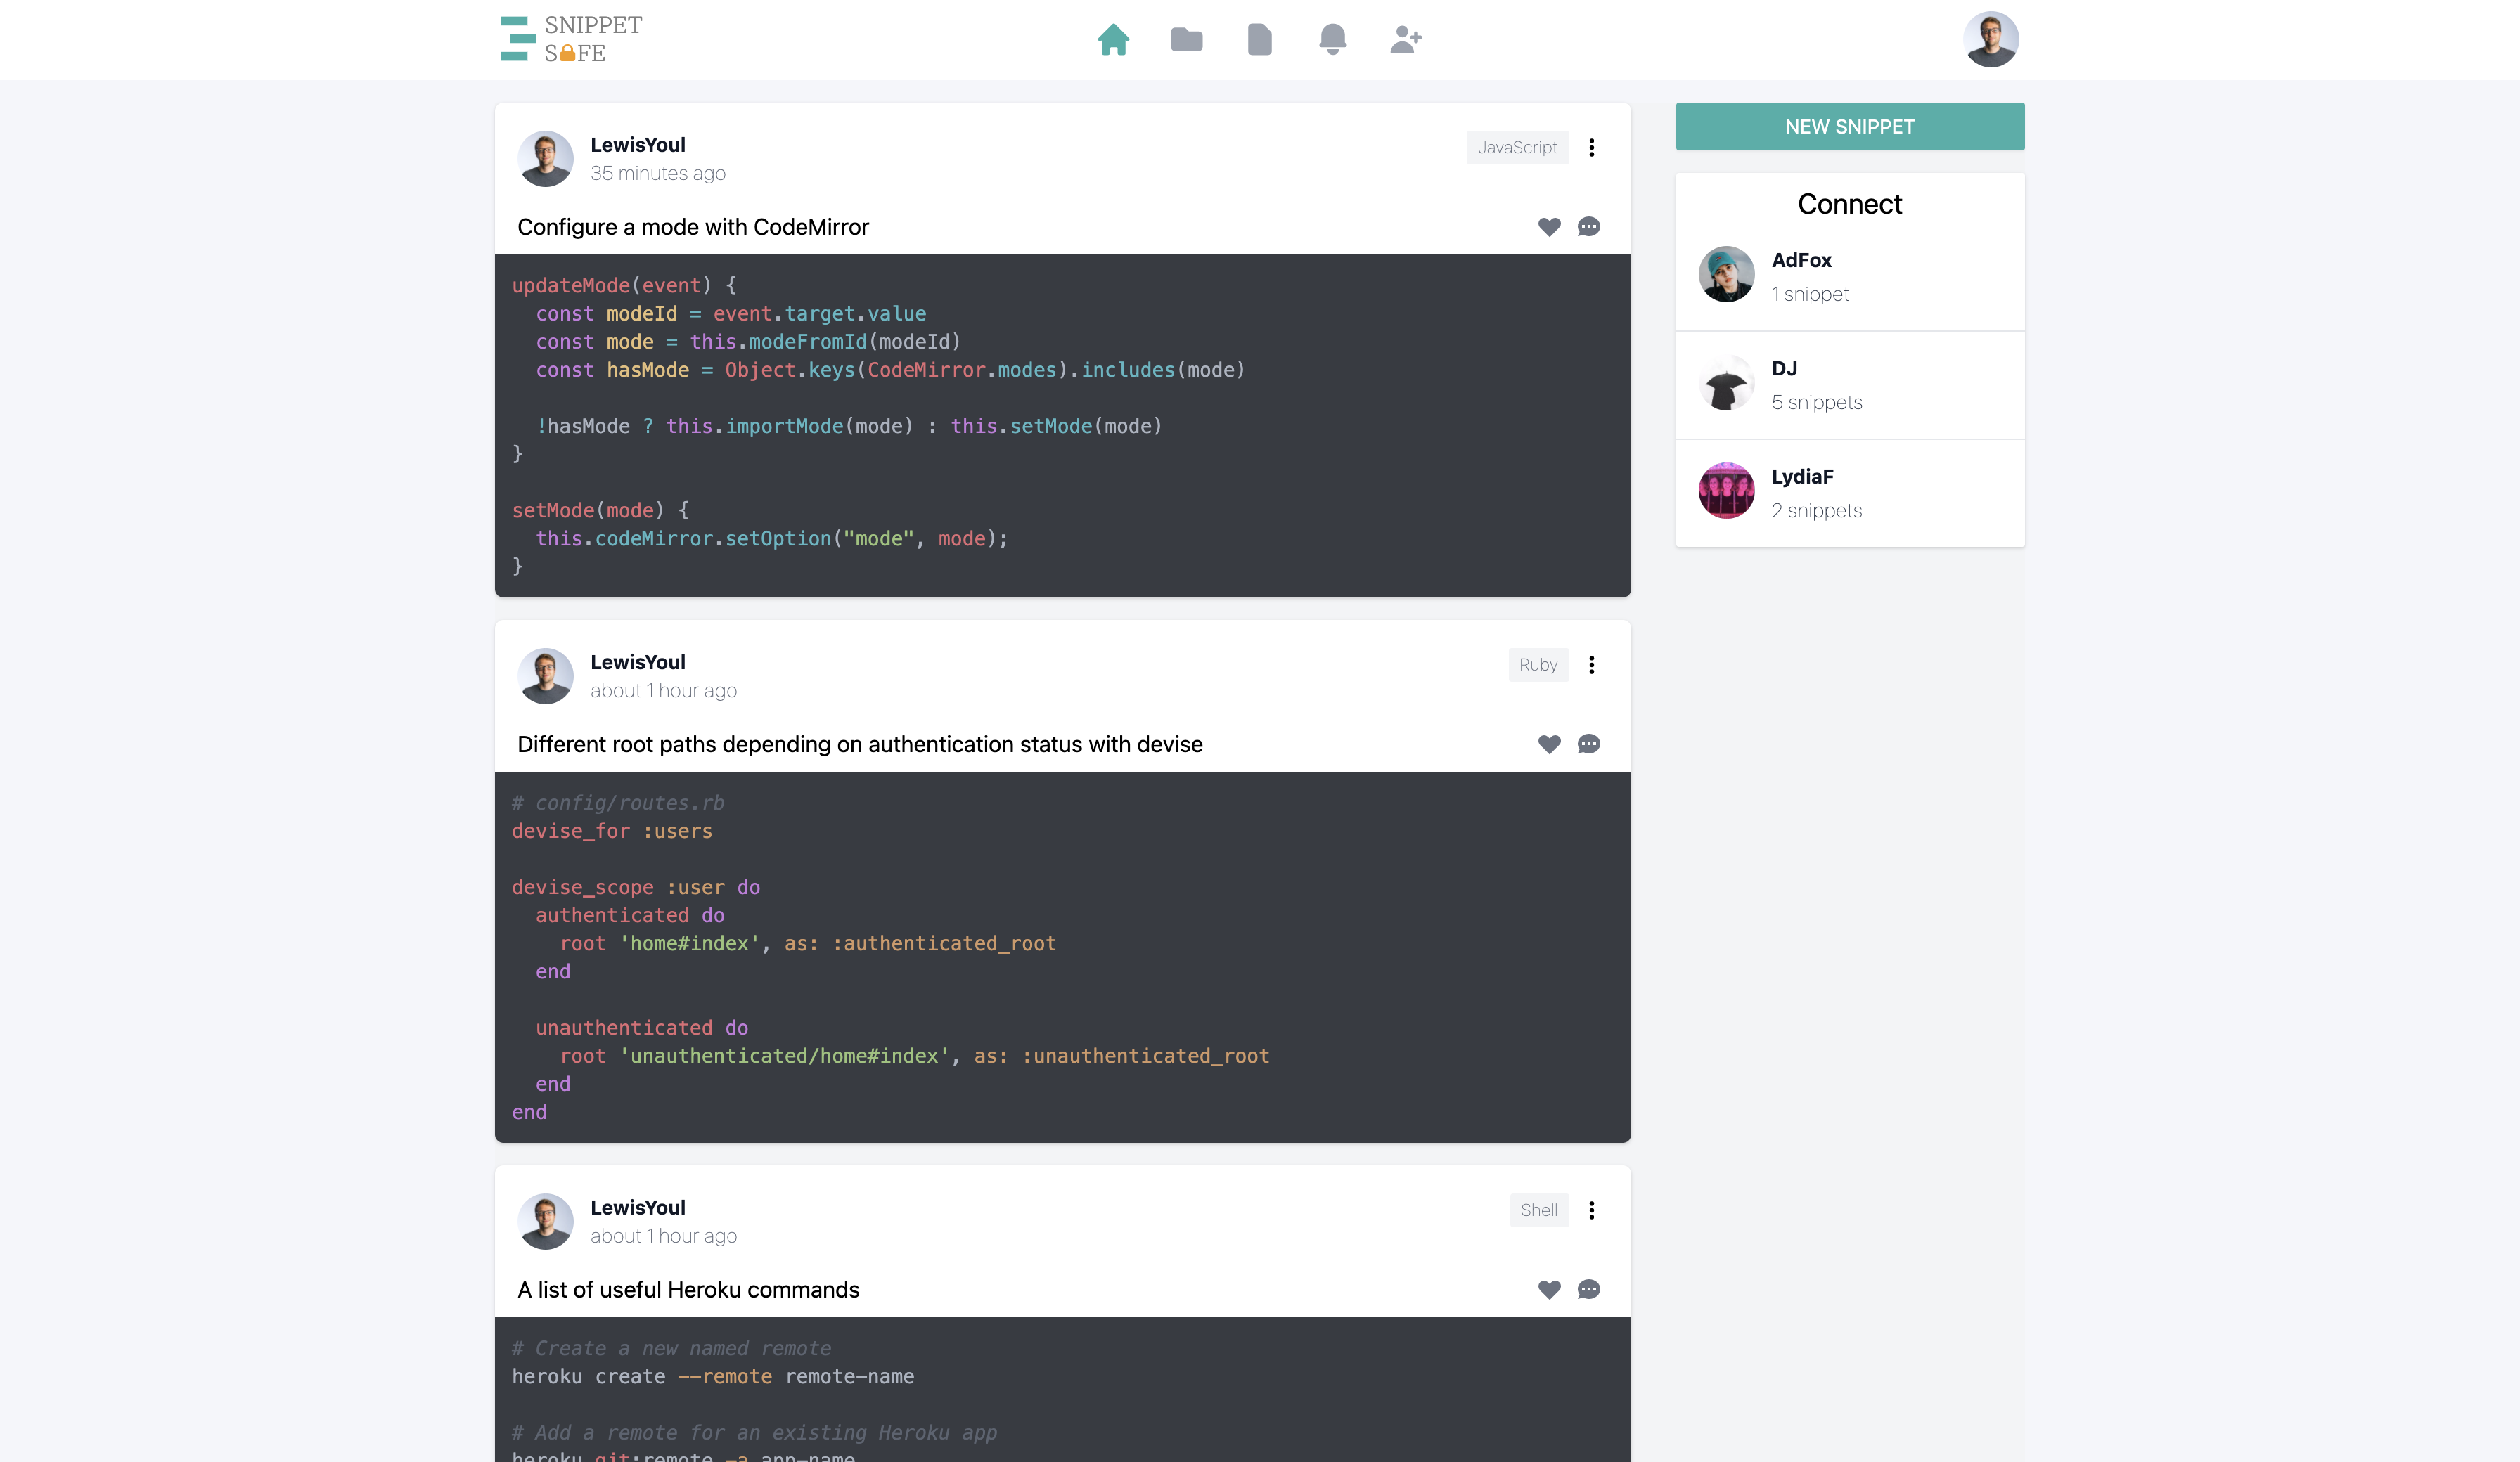 SNIPPET
SAFE
LewisYoul
35 minutes ago
JavaScript
Configure a mode with CodeMirror
updateMode(event) {
  const modeId = event.target.value
  const mode = this.modeFromId(modeId)
  const hasMode = Object.keys(CodeMirror.modes).includes(mode)

  !hasMode ? this.importMode(mode) : this.setMode(mode)
}

setMode(mode) {
  this.codeMirror.setOption("mode", mode);
}
LewisYoul
about 1 hour ago
Ruby
Different root paths depending on authentication status with devise
# config/routes.rb
devise_for :users

devise_scope :user do
  authenticated do
    root 'home#index', as: :authenticated_root
  end

  unauthenticated do
    root 'unauthenticated/home#index', as: :unauthenticated_root
  end
end
LewisYoul
about 1 hour ago
Shell
A list of useful Heroku commands
# Create a new named remote
heroku create --remote remote-name

# Add a remote for an existing Heroku app
heroku git:remote -a app-name
NEW SNIPPET
Connect
AdFox
1 snippet
DJ
5 snippets
LydiaF
2 snippets